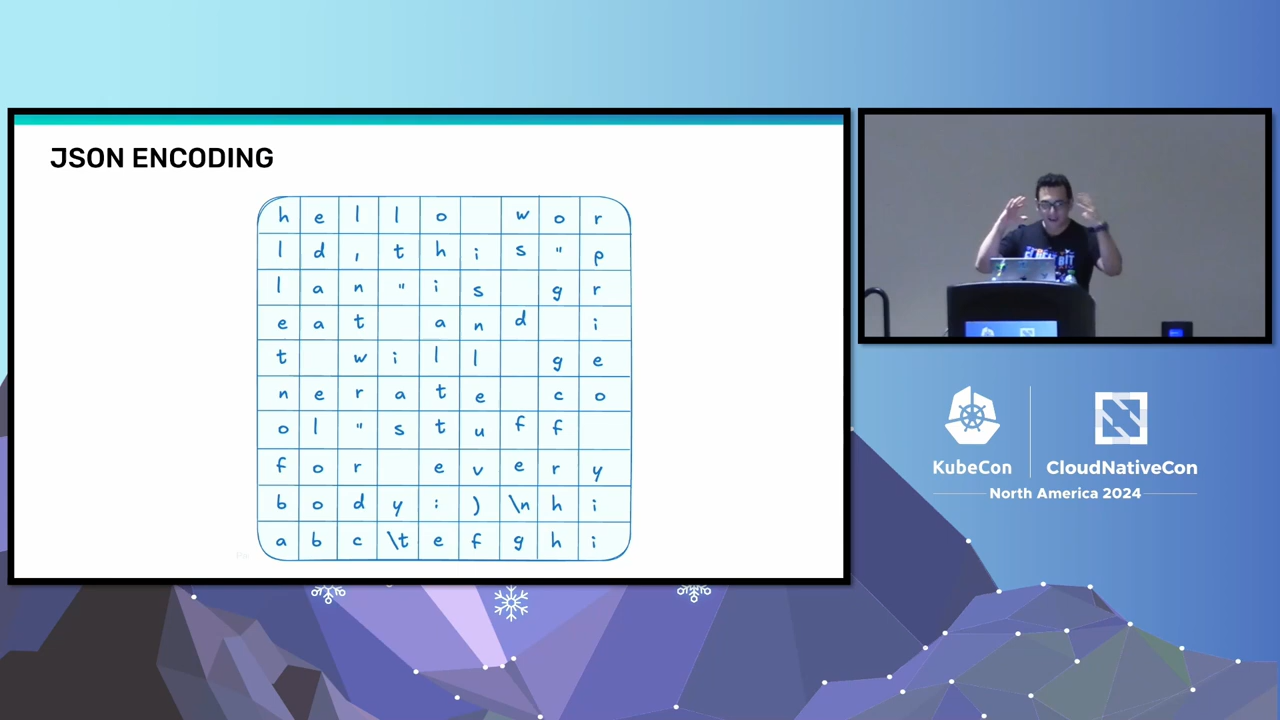 JSON ENCODING
h e l l o w o r
l d , t h i s " p
l a n " i s g r
e a t a n d i
t w i l l g e
n e r a t e c o
o l " s t u f f
f o r e v e r y
b o d y : ) \n h i
a b c \t e f g h i
KubeCon
CloudNativeCon
North America 2024